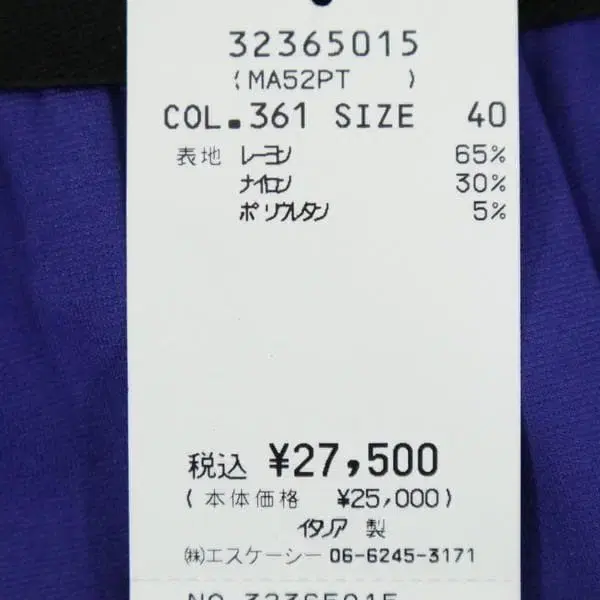 32365015
(MA52PT )
COL.361 SIZE 40
表地 レーヨン 65%
ナイロン 30%
ポリウレタン 5%
税込 ¥27,500
(本体価格 ¥25,000)
イタリア 製
㈱エスケーシー 06-6245-3171
NO 32365015